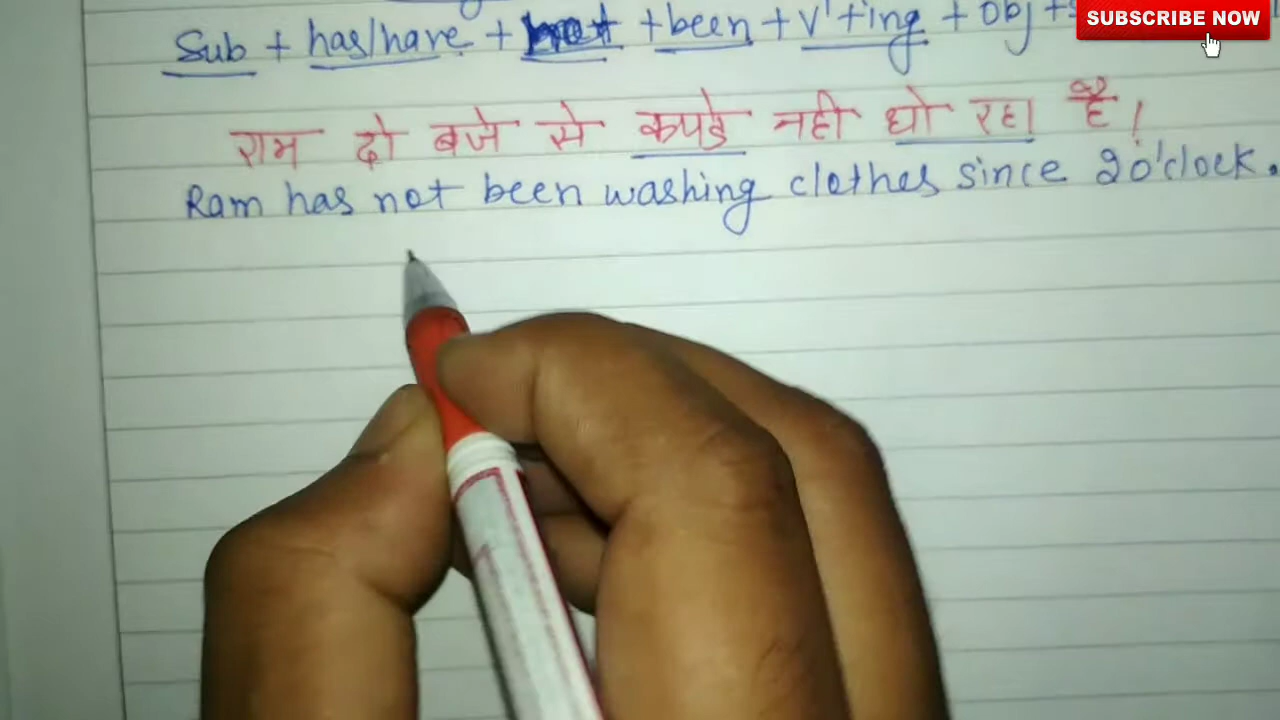 SUBSCRIBE NOW
Sub + has/have + not + been + V¹+ing + obj +
राम दो बजे से कपडे नही धो रहा है।
Ram has not been washing clothes since 2 o'clock.